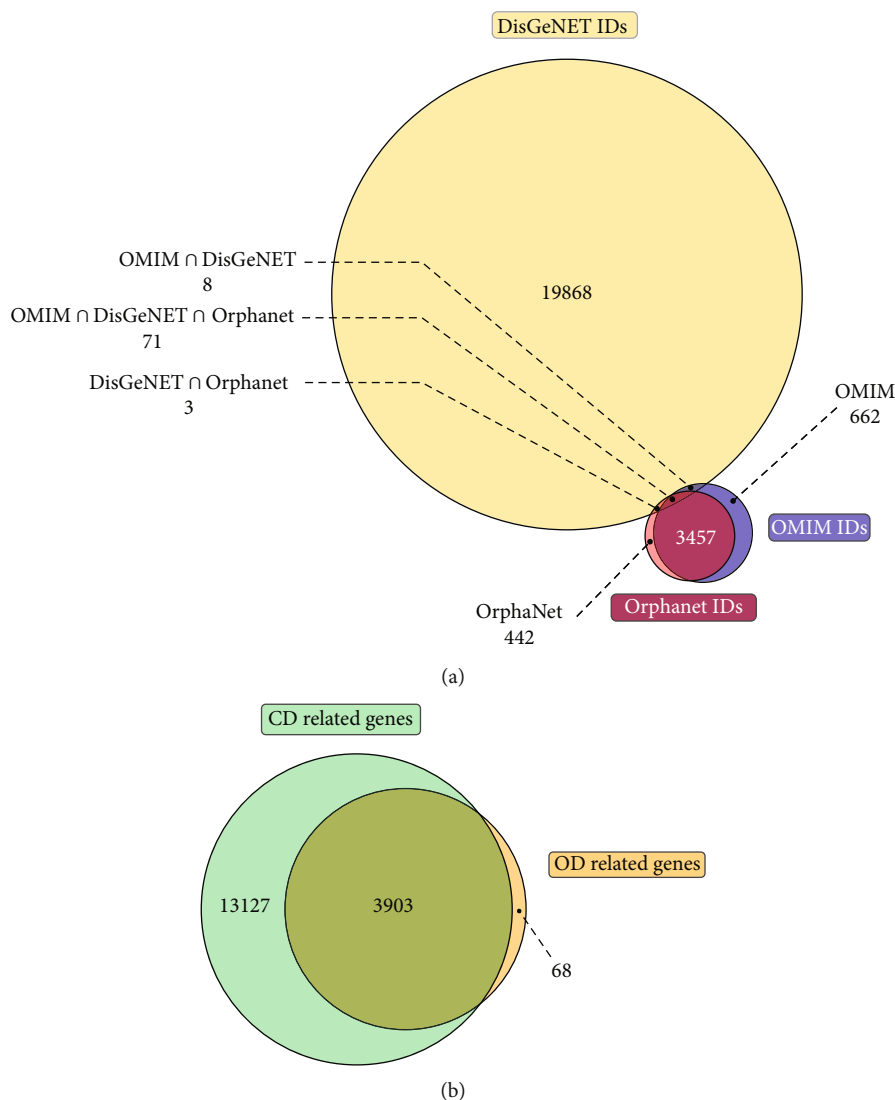 DisGeNET IDs
OMIM ∩ DisGeNET
8
19868
OMIM ∩ DisGeNET ∩ Orphanet
71
DisGeNET ∩ Orphanet
3
OMIM
662
OMIM IDs
3457
OrphaNet
442
Orphanet IDs
(a)
CD related genes
OD related genes
13127
3903
68
(b)